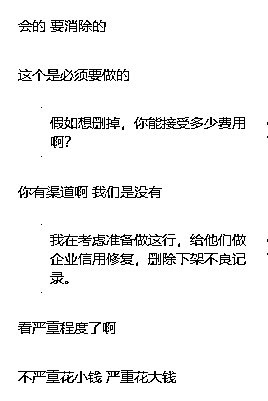 会的 要消除的
这个是必须要做的
假如想删掉，你能接受多少费用
啊？
你有渠道啊 我们是没有
我在考虑准备做这行，给他们做
企业信用修复，删除下架不良记
录。
看严重程度了啊
不严重花小钱 严重花大钱